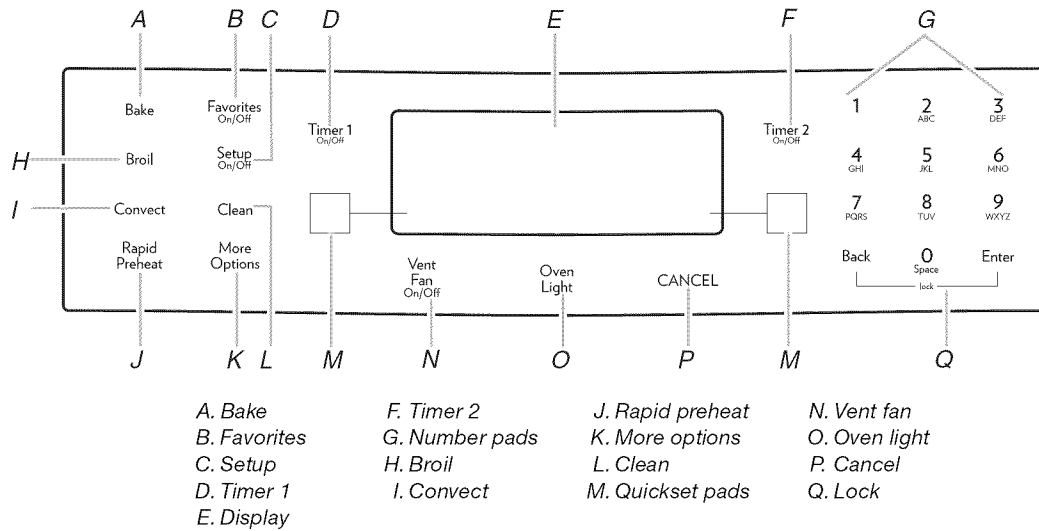 A B C D E F G
Bake
Favorites
On/Off
Timer 1
On/Off
Timer 2
On/Off
1 2 3
ABC DEF
H
Broil
Setup
On/Off
4 5 6
GHI JKL MNO
I
Convect
Clean
7 8 9
PQRS TUV WXYZ
Rapid
Preheat
More
Options
Vent
Fan
On/Off
Oven
Light
CANCEL
Back 0 Enter
Space
lock
J K L M N O P M Q
A. Bake
B. Favorites
C. Setup
D. Timer 1
E. Display
F. Timer 2
G. Number pads
H. Broil
I. Convect
J. Rapid preheat
K. More options
L. Clean
M. Quickset pads
N. Vent fan
O. Oven light
P. Cancel
Q. Lock